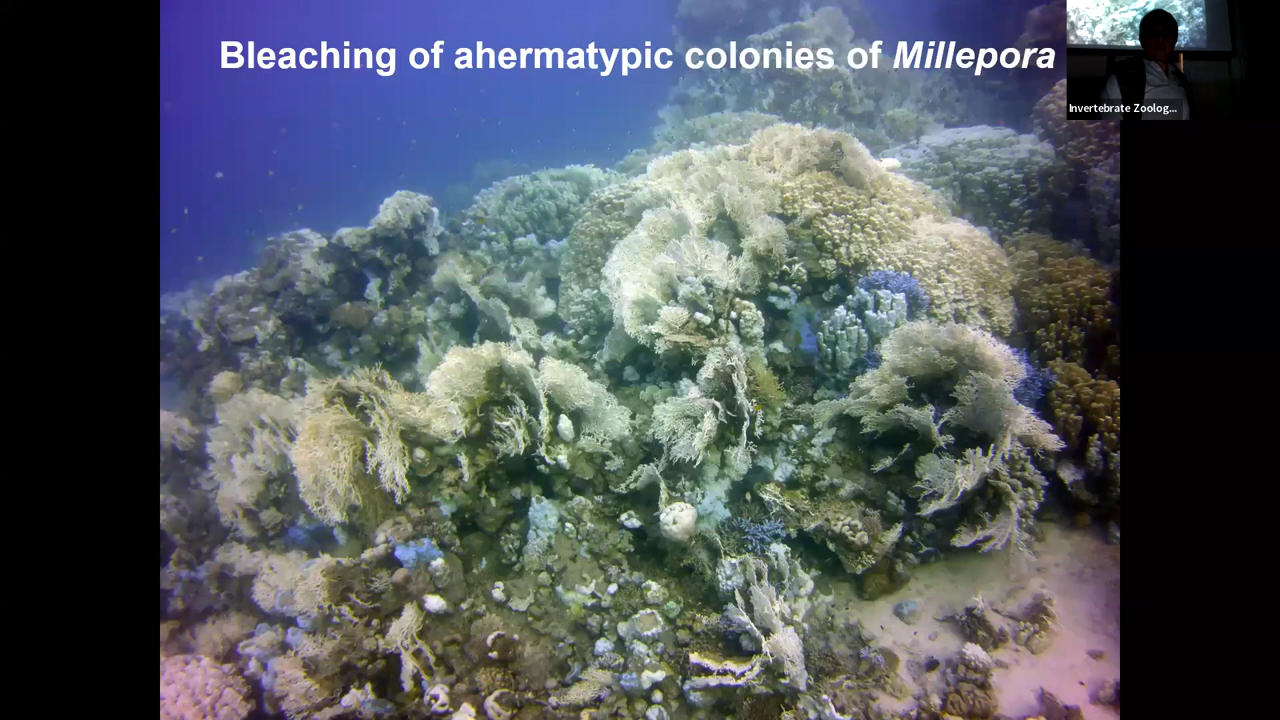 Bleaching of ahermatypic colonies of Millepora
Invertebrate Zoolog...